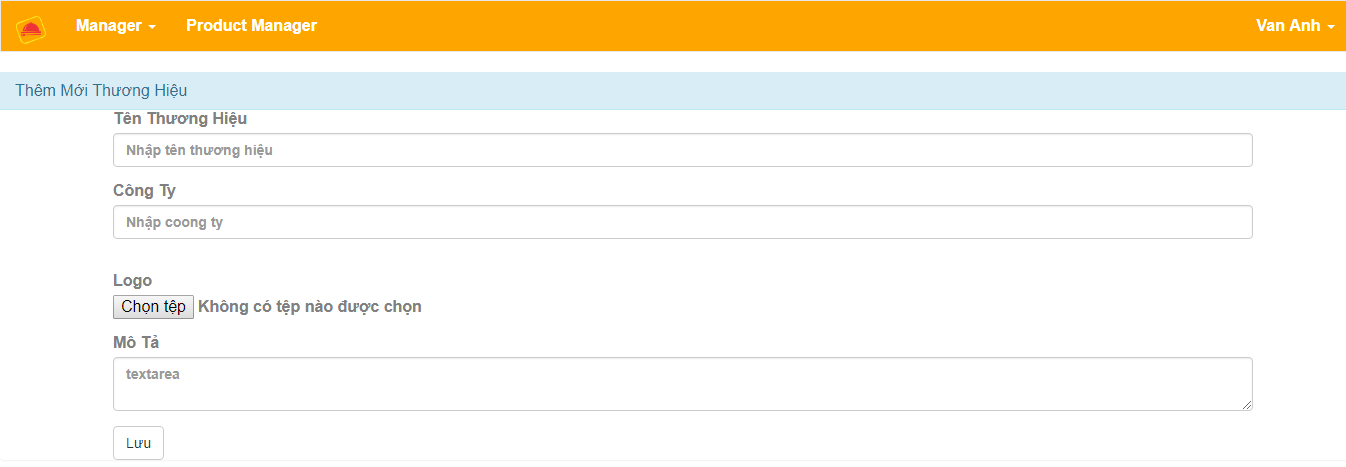 Manager Product Manager Van Anh
Thêm Mới Thương Hiệu
Tên Thương Hiệu
Nhập tên thương hiệu
Công Ty
Nhập coong ty
Logo
Chọn tệp Không có tệp nào được chọn
Mô Tả
textarea
Lưu